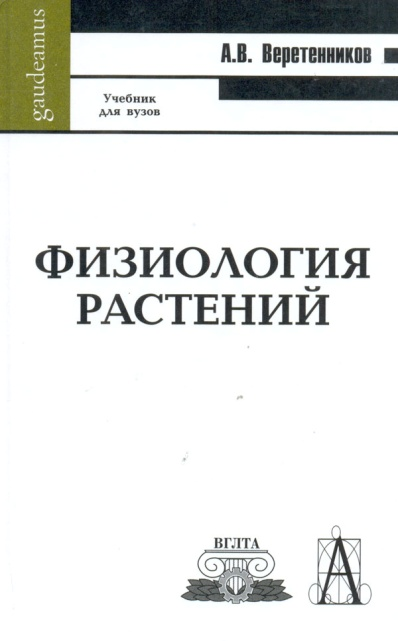 gaudeamus
А.В. Веретенников
Учебник
для вузов
ФИЗИОЛОГИЯ
РАСТЕНИЙ
ВГЛТА
А